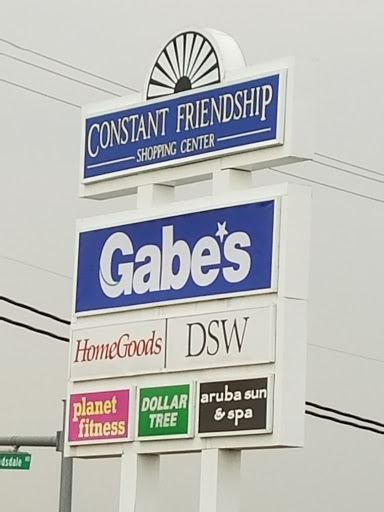 CONSTANT FRIENDSHIP
SHOPPING CENTER
Gabe's
HomeGoods
DSW
planet
fitness
DOLLAR
TREE
aruba sun
& spa